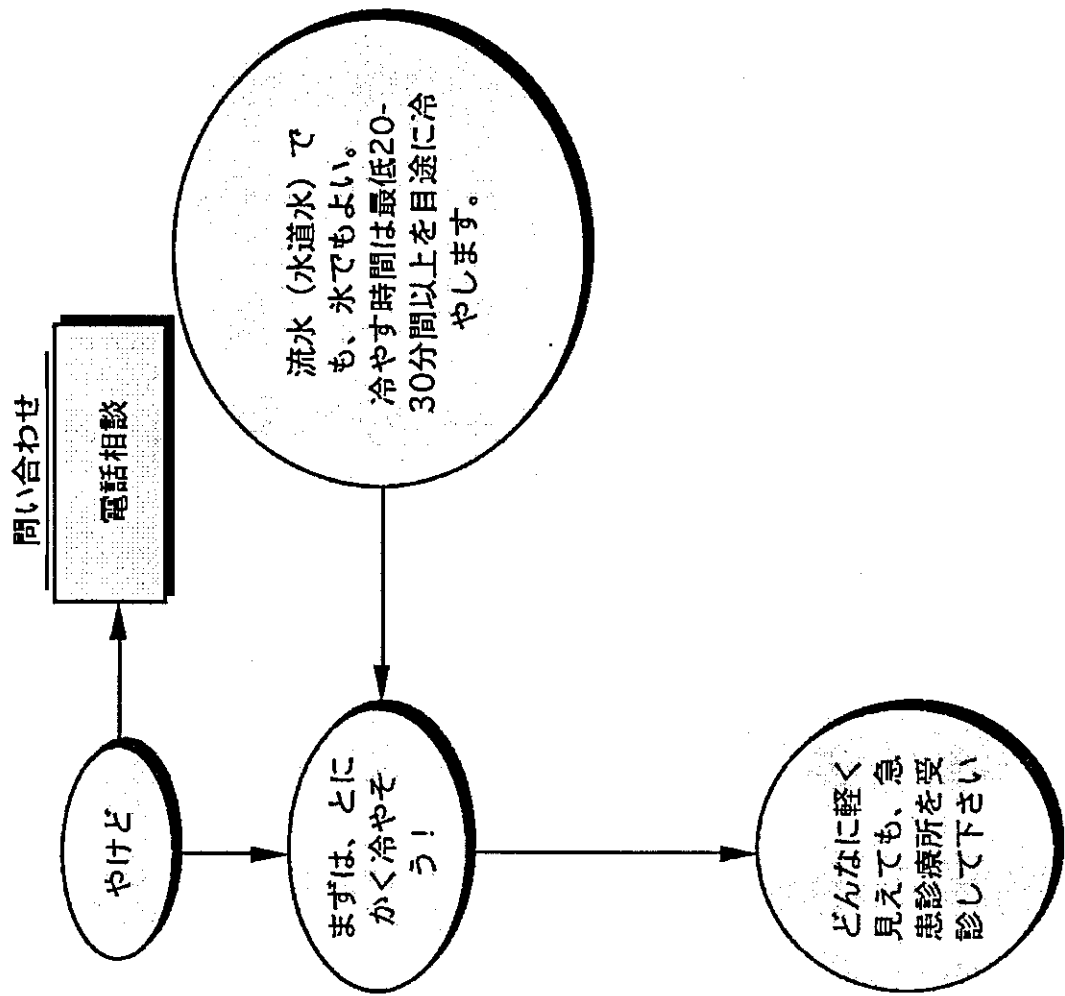 問い合わせ
電話相談
やけど
まずは、とに
かく冷やそ
う！
流水（水道水）で
も、氷でもよい。
冷やす時間は最低20-
30分間以上を目途に冷
やします。
どんなに軽く
見えても、急
患診療所を受
診して下さい